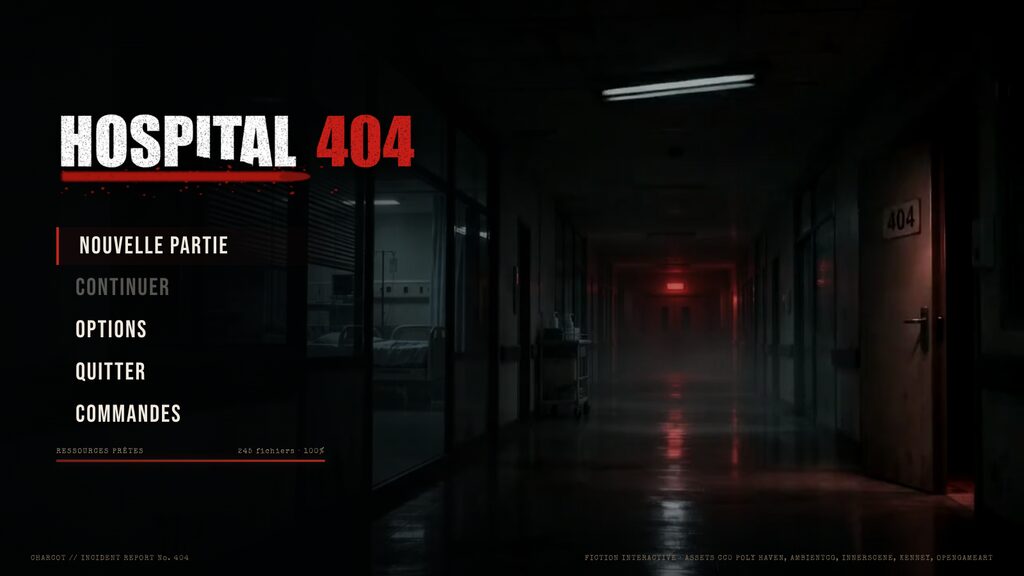 HOSPITAL 404
404
NOUVELLE PARTIE
CONTINUER
OPTIONS
QUITTER
COMMANDES
RESSOURCES PRÊTES 245 fichiers · 100%
CHARCOT // INCIDENT REPORT No. 404
FICTION INTERACTIVE · ASSETS CC0 POLY HAVEN, AMBIENTCG, INNERSCENE, KENNEY, OPENGAMEART